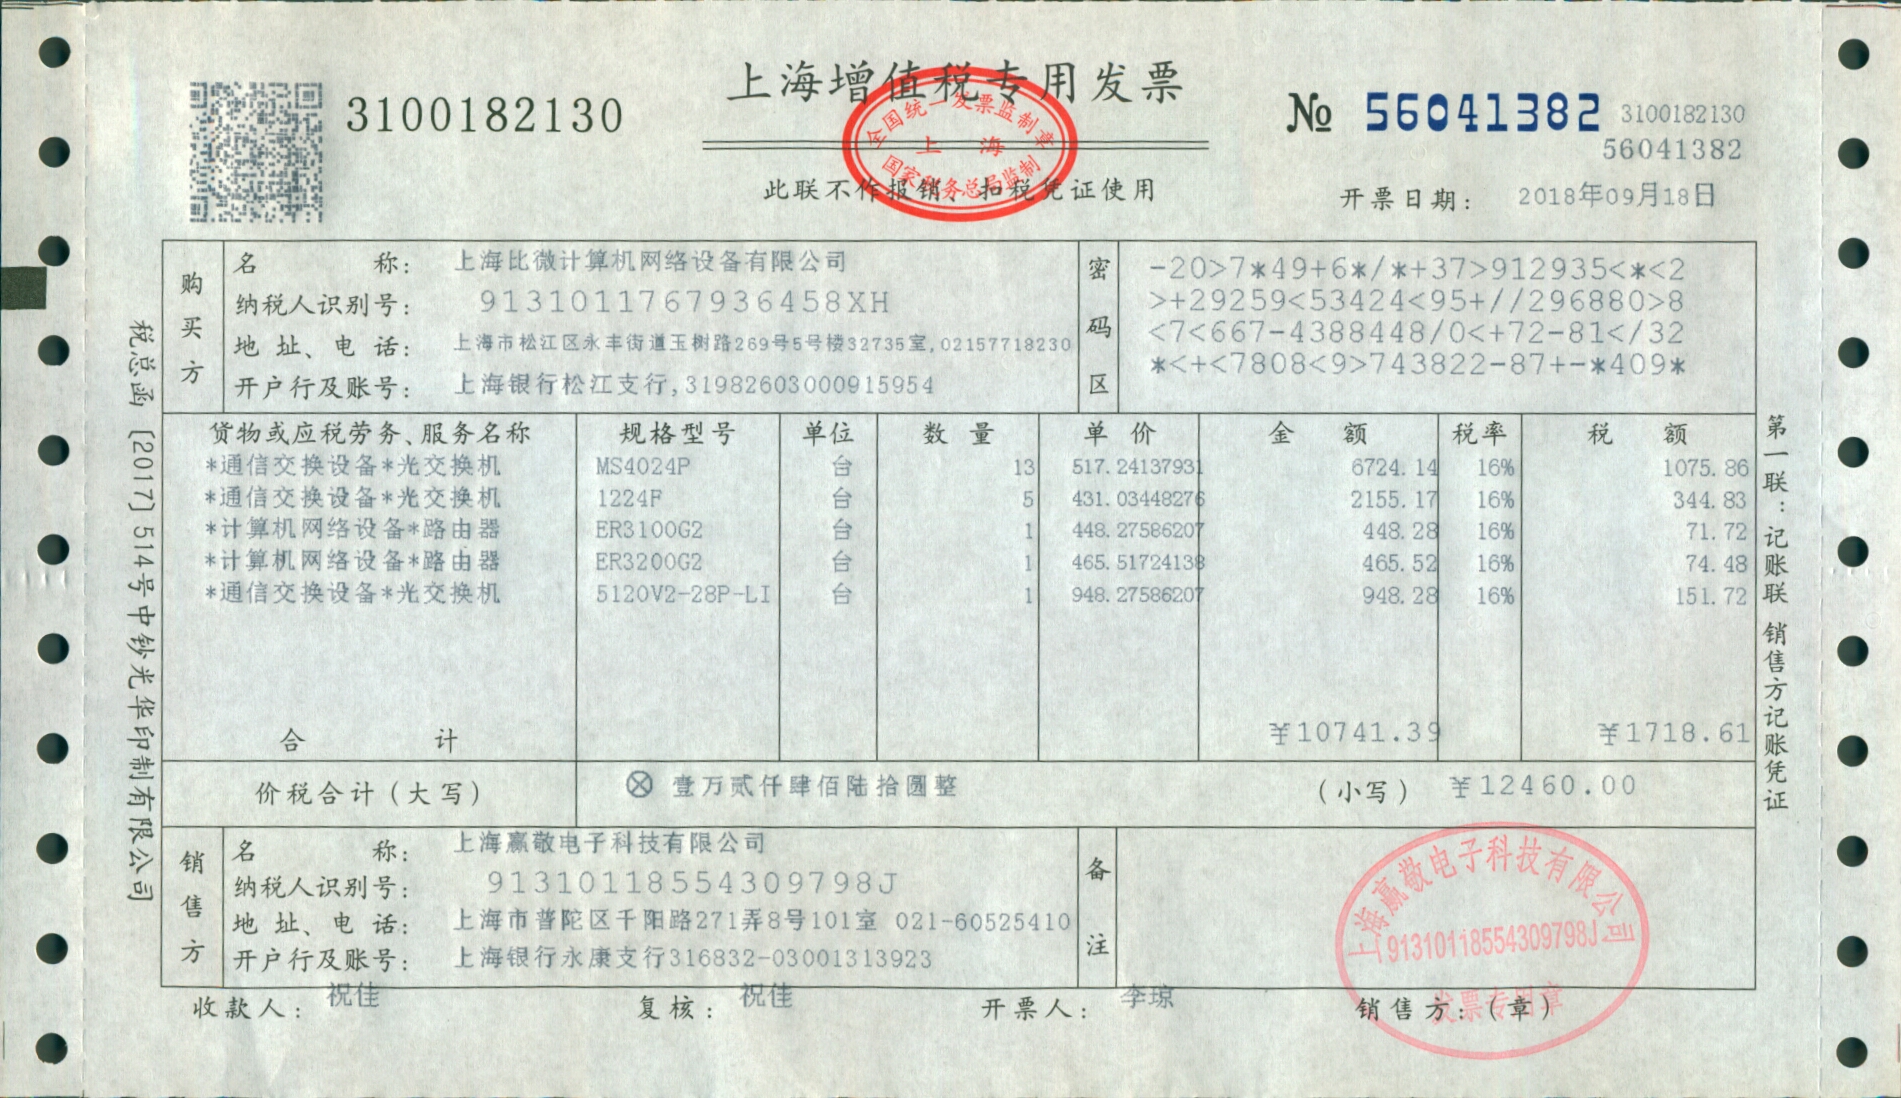 3100182130
上海增值税专用发票
全国统一发票监制章
上 海
国家税务总局监制
此联不作报销、扣税凭证使用
№ 56041382
3100182130
56041382
开票日期： 2018年09月18日
税总函〔2017〕514号中钞光华印制有限公司
购买方
名 称： 上海比微计算机网络设备有限公司
纳税人识别号： 9131011767936458XH
地 址、电 话： 上海市松江区永丰街道玉树路269号5号楼32735室,02157718230
开户行及账号： 上海银行松江支行,31982603000915954
密码区
-20>7*49+6*/*+37>912935<*<2
>+29259<53424<95+//296880>8
<7<667-4388448/0<+72-81</32
*<+<7808<9>743822-87+-*409*
货物或应税劳务、服务名称 规格型号 单位 数 量 单 价 金 额 税率 税 额
*通信交换设备*光交换机 MS4024P 台 13 517.24137931 6724.14 16% 1075.86
*通信交换设备*光交换机 1224F 台 5 431.03448276 2155.17 16% 344.83
*计算机网络设备*路由器 ER3100G2 台 1 448.27586207 448.28 16% 71.72
*计算机网络设备*路由器 ER3200G2 台 1 465.51724138 465.52 16% 74.48
*通信交换设备*光交换机 5120V2-28P-LI 台 1 948.27586207 948.28 16% 151.72
合 计 ¥10741.39 ¥1718.61
价税合计（大写） ⊗ 壹万贰仟肆佰陆拾圆整 （小写） ¥12460.00
销售方
名 称： 上海赢敬电子科技有限公司
纳税人识别号： 91310118554309798J
地 址、电 话： 上海市普陀区千阳路271弄8号101室 021-60525410
开户行及账号： 上海银行永康支行316832-03001313923
备注
上海赢敬电子科技有限公司
91310118554309798J
发票专用章
收款人： 祝佳 复核： 祝佳 开票人： 李琼 销售方：（章）
第一联：记账联 销售方记账凭证